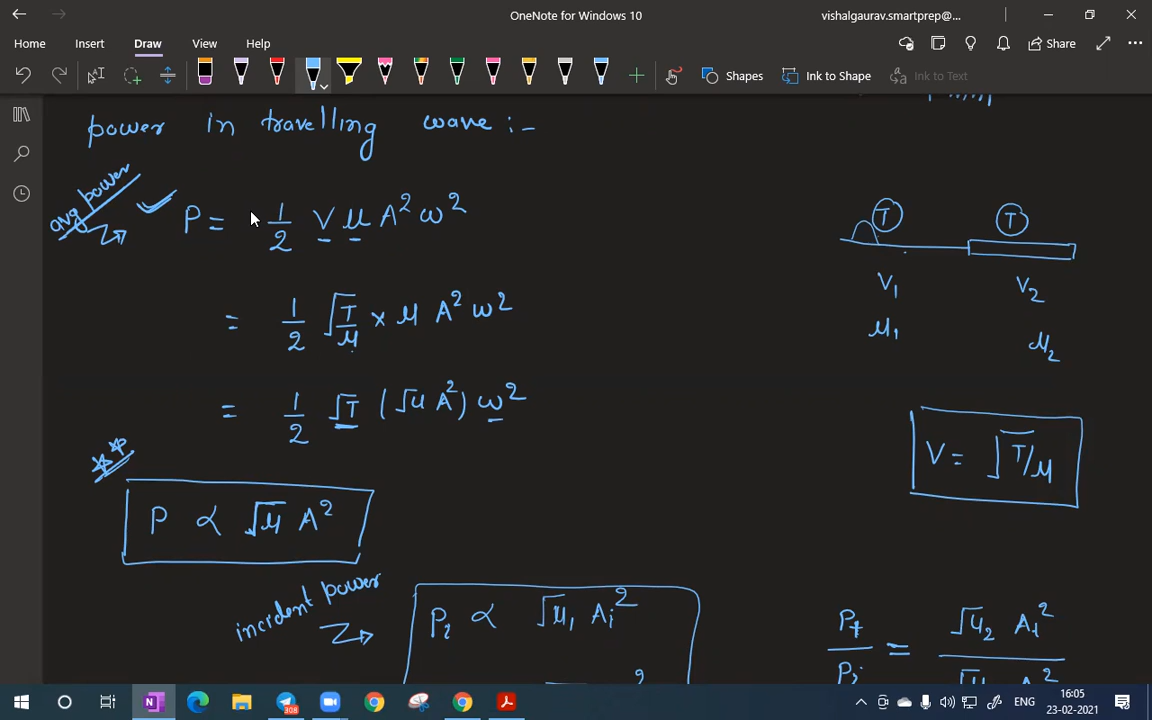 OneNote for Windows 10
vishalgaurav.smartprep@...
Home Insert Draw View Help
Share
Shapes
Ink to Shape
Ink to Text
power in travelling wave :-
avg power
P = 1/2 V μ A² ω²
= 1/2 √(T/μ) × μ A² ω²
= 1/2 √T (√μ A²) ω²
P ∝ √μ A²
incident power
Pi ∝ √μ₁ Ai²
2
T T
V₁ V₂
μ₁ μ₂
V = √T/μ
Pt/Pi = √μ₂ At²
308
ENG
16:05
23-02-2021